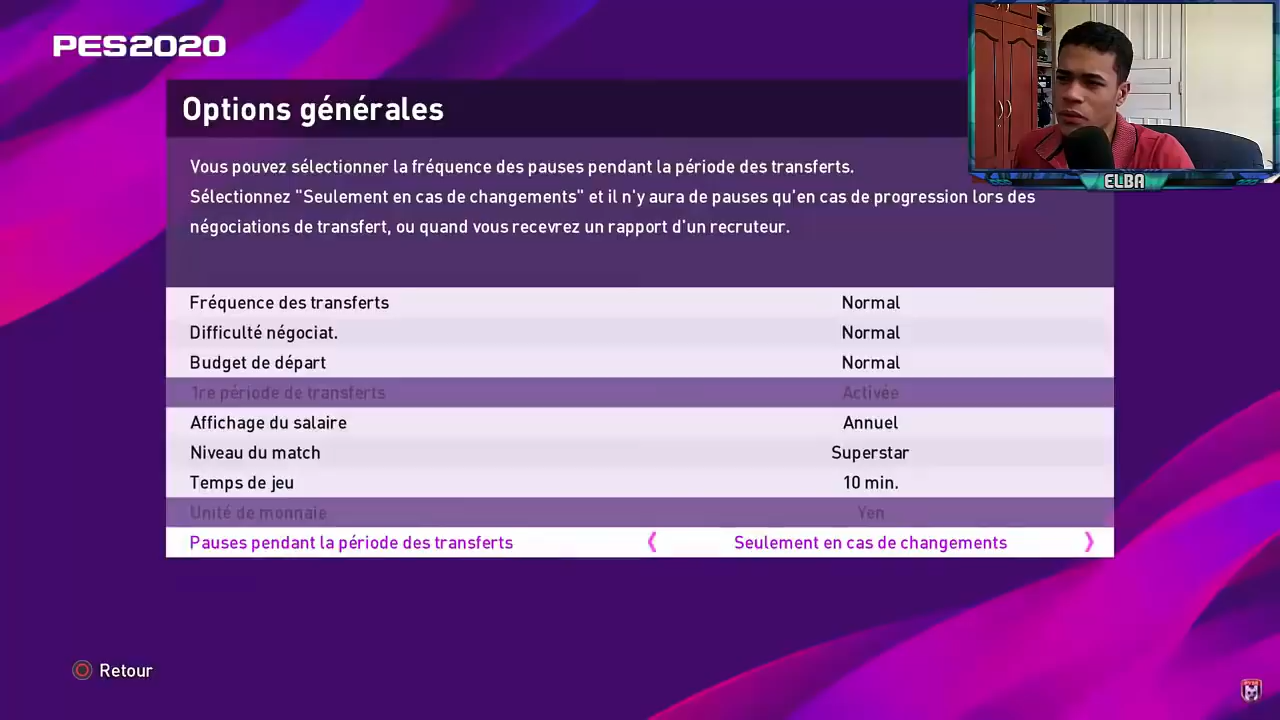 PES2020
Options générales
ELBA
Vous pouvez sélectionner la fréquence des pauses pendant la période des transferts.
Sélectionnez "Seulement en cas de changements" et il n'y aura de pauses qu'en cas de progression lors des
négociations de transfert, ou quand vous recevrez un rapport d'un recruteur.
Fréquence des transferts Normal
Difficulté négociat. Normal
Budget de départ Normal
1re période de transferts Activée
Affichage du salaire Annuel
Niveau du match Superstar
Temps de jeu 10 min.
Unité de monnaie Yen
Pauses pendant la période des transferts Seulement en cas de changements
Retour